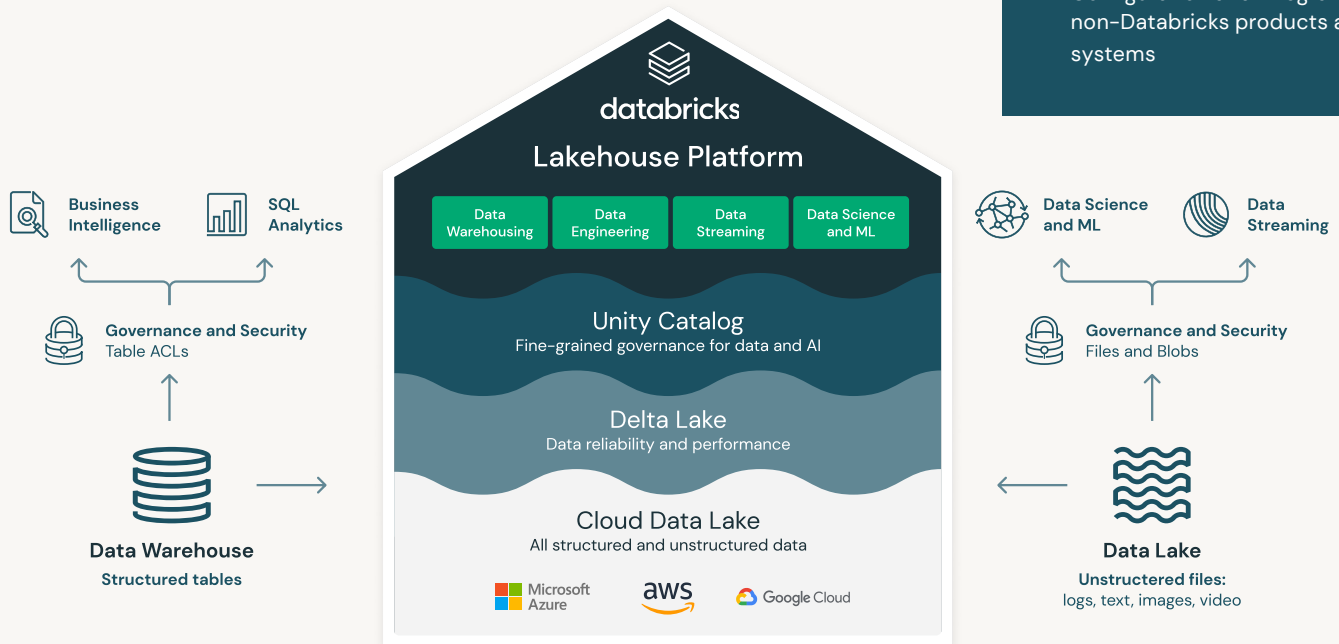 non-Databricks products a
systems
databricks
Lakehouse Platform
Data
Warehousing
Data
Engineering
Data
Streaming
Data Science
and ML
Business
Intelligence
SQL
Analytics
Governance and Security
Table ACLs
Data Warehouse
Structured tables
Unity Catalog
Fine-grained governance for data and AI
Delta Lake
Data reliability and performance
Cloud Data Lake
All structured and unstructured data
Microsoft
Azure
aws
Google Cloud
Data Science
and ML
Data
Streaming
Governance and Security
Files and Blobs
Data Lake
Unstructered files:
logs, text, images, video